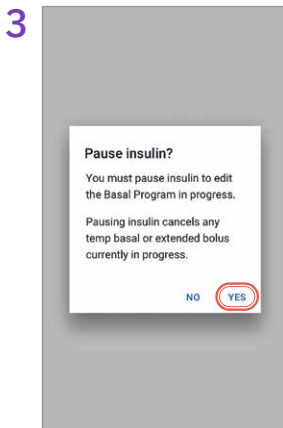 3
Pause insulin?
You must pause insulin to edit
the Basal Program in progress.
Pausing insulin cancels any
temp basal or extended bolus
currently in progress.
NO YES